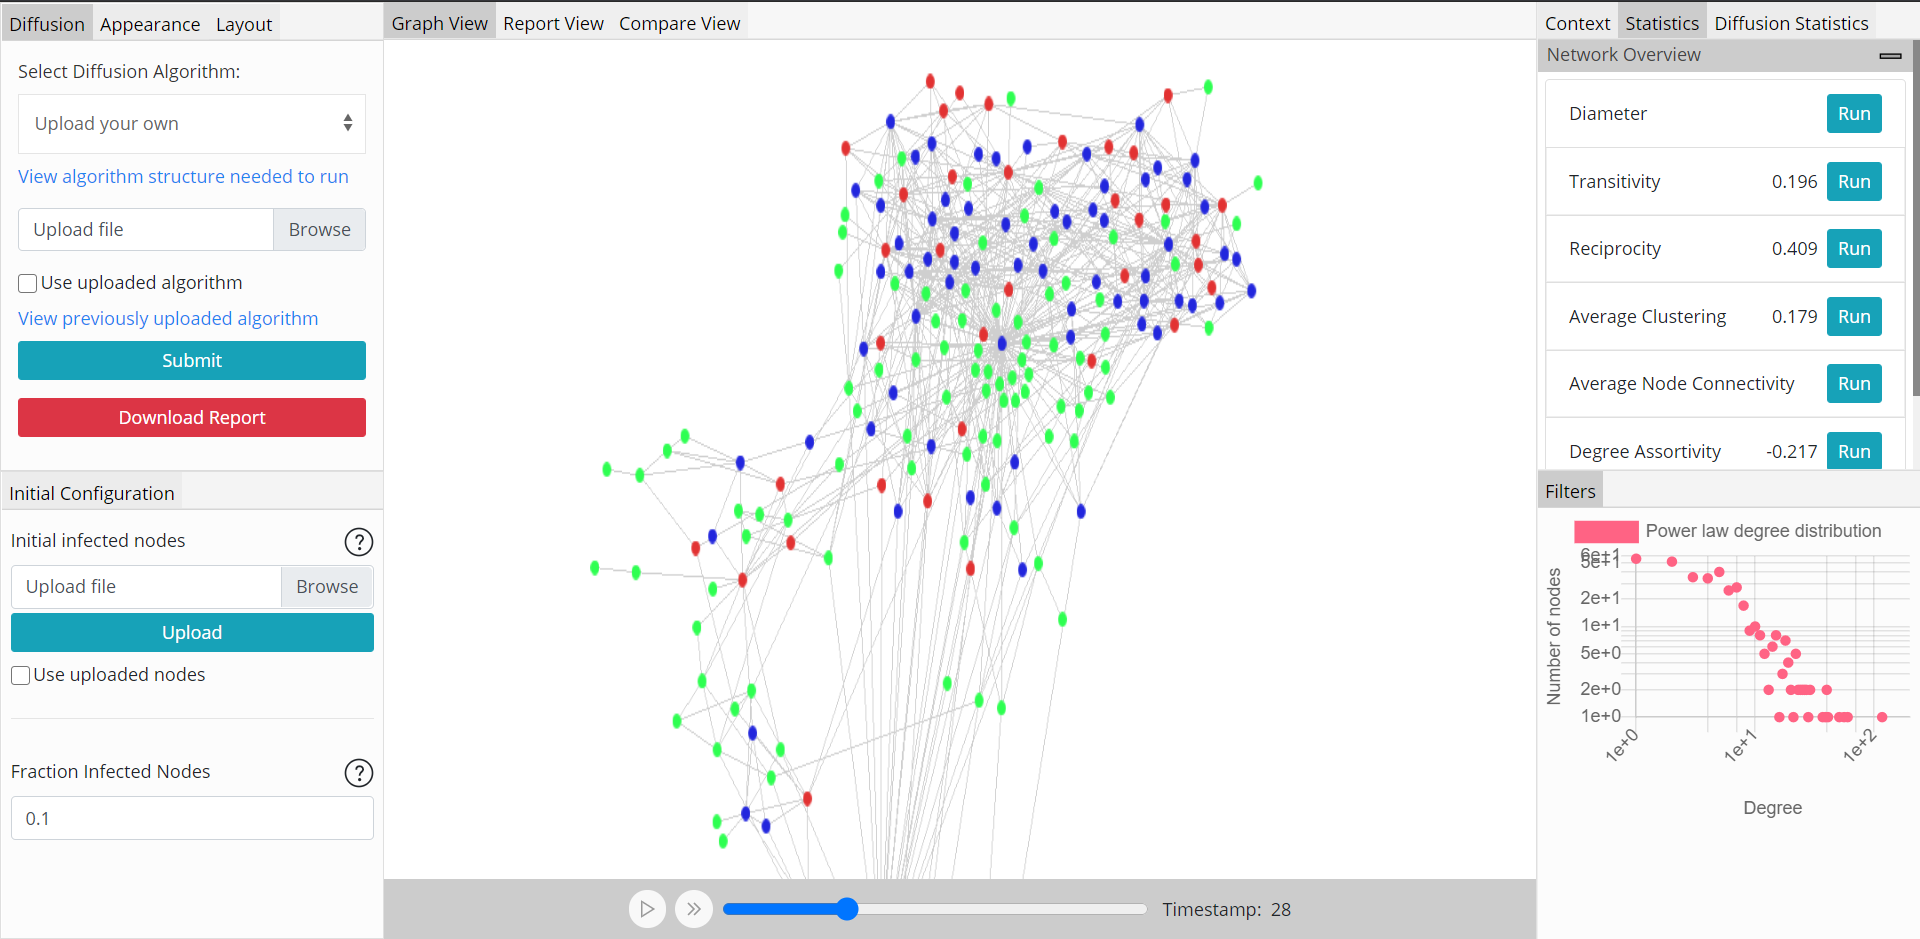 Diffusion Appearance Layout
Select Diffusion Algorithm:
Upload your own
View algorithm structure needed to run
Upload file Browse
Use uploaded algorithm
View previously uploaded algorithm
Submit
Download Report
Initial Configuration
Initial infected nodes ?
Upload file Browse
Upload
Use uploaded nodes
Fraction Infected Nodes ?
0.1
Graph View Report View Compare View
Timestamp: 28
Context Statistics Diffusion Statistics
Network Overview
Diameter Run
Transitivity 0.196 Run
Reciprocity 0.409 Run
Average Clustering 0.179 Run
Average Node Connectivity Run
Degree Assortivity -0.217 Run
Filters
Power law degree distribution
Number of nodes
6e+1
5e+1
2e+1
1e+1
5e+0
2e+0
1e+0
1e+0 1e+1 1e+2
Degree